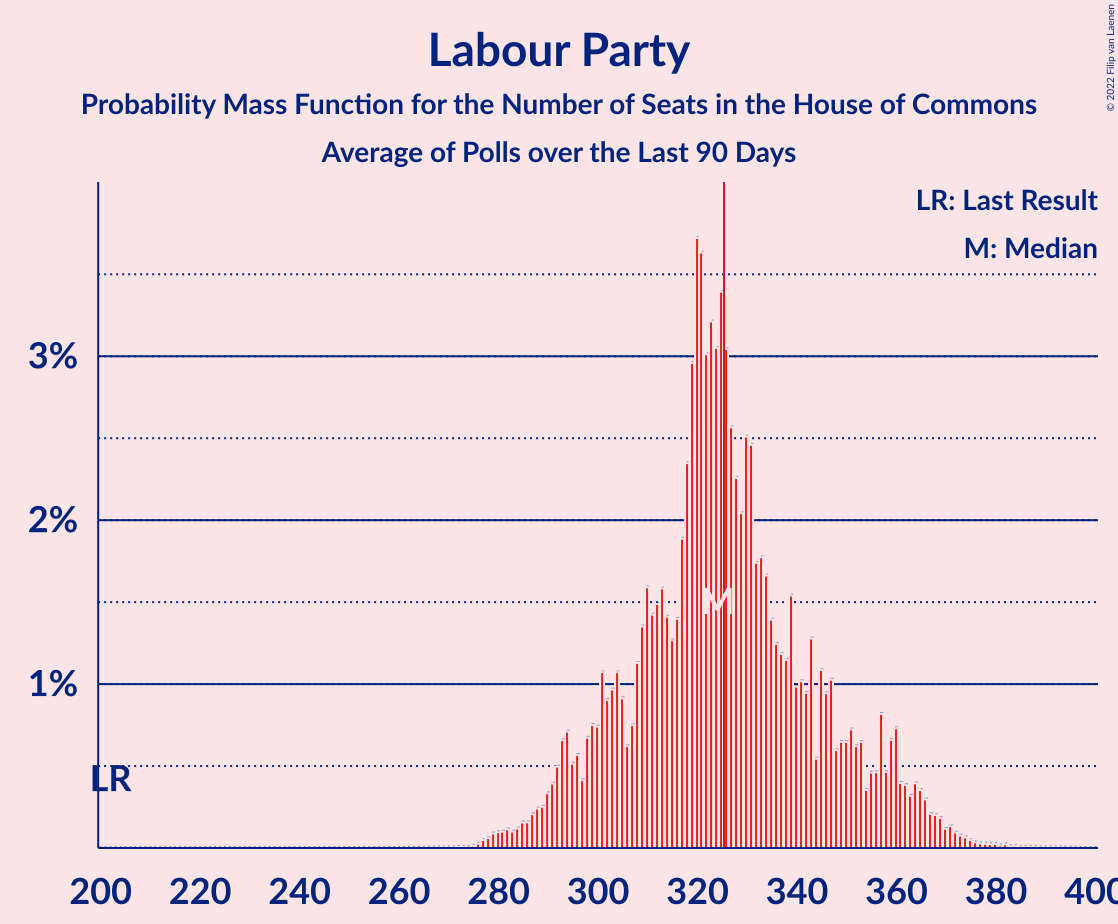 Labour Party
Probability Mass Function for the Number of Seats in the House of Commons
Average of Polls over the Last 90 Days
© 2022 Filip van Laenen
LR: Last Result
M: Median
3%
2%
1%
M
LR
200 220 240 260 280 300 320 340 360 380 400